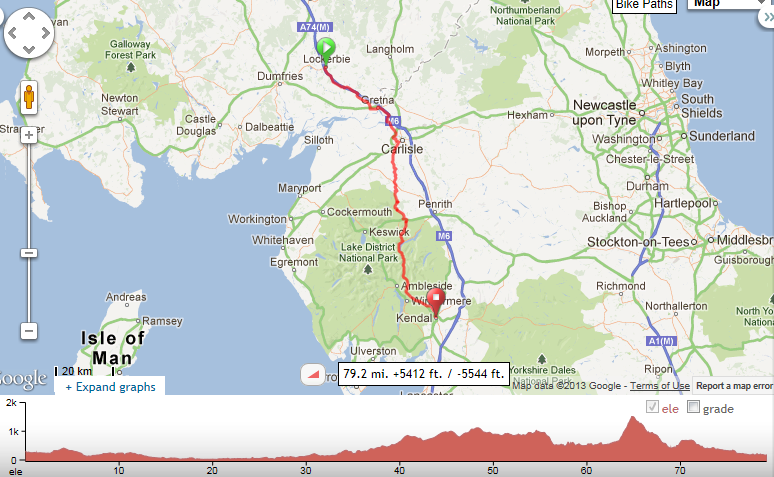 Bike Paths
Map
Northumberland
National Park
A74(M)
Galloway
Forest Park
Lockerbie
Langholm
Dumfries
Morpeth
Ashington
Blyth
Whitley Bay
Newton
Stewart
Castle
Douglas
Dalbeattie
Gretna
M6
Hexham
Newcastle
upon Tyne
South
Shields
Silloth
Carlisle
Washington
Sunderland
Chester-le-Street
Durham
Maryport
Cockermouth
Penrith
Bishop
Auckland
Hartlepool
Workington
Keswick
M6
Whitehaven
Lake District
National Park
Stockton-on-Tees
Egremont
Guisborough
Ambleside
Richmond
Andreas
Kendal
Northallerton
Ramsey
Isle of
Man
A1(M)
Ulverston
Ripon
20 km
Google
+ Expand graphs
79.2 mi. +5412 ft. / -5544 ft.
Yorkshire Dales
National Park
Map data ©2013 Google - Terms of Use
Report a map error
ele
grade
2k
1k
0
ele
10
20
30
40
50
60
70